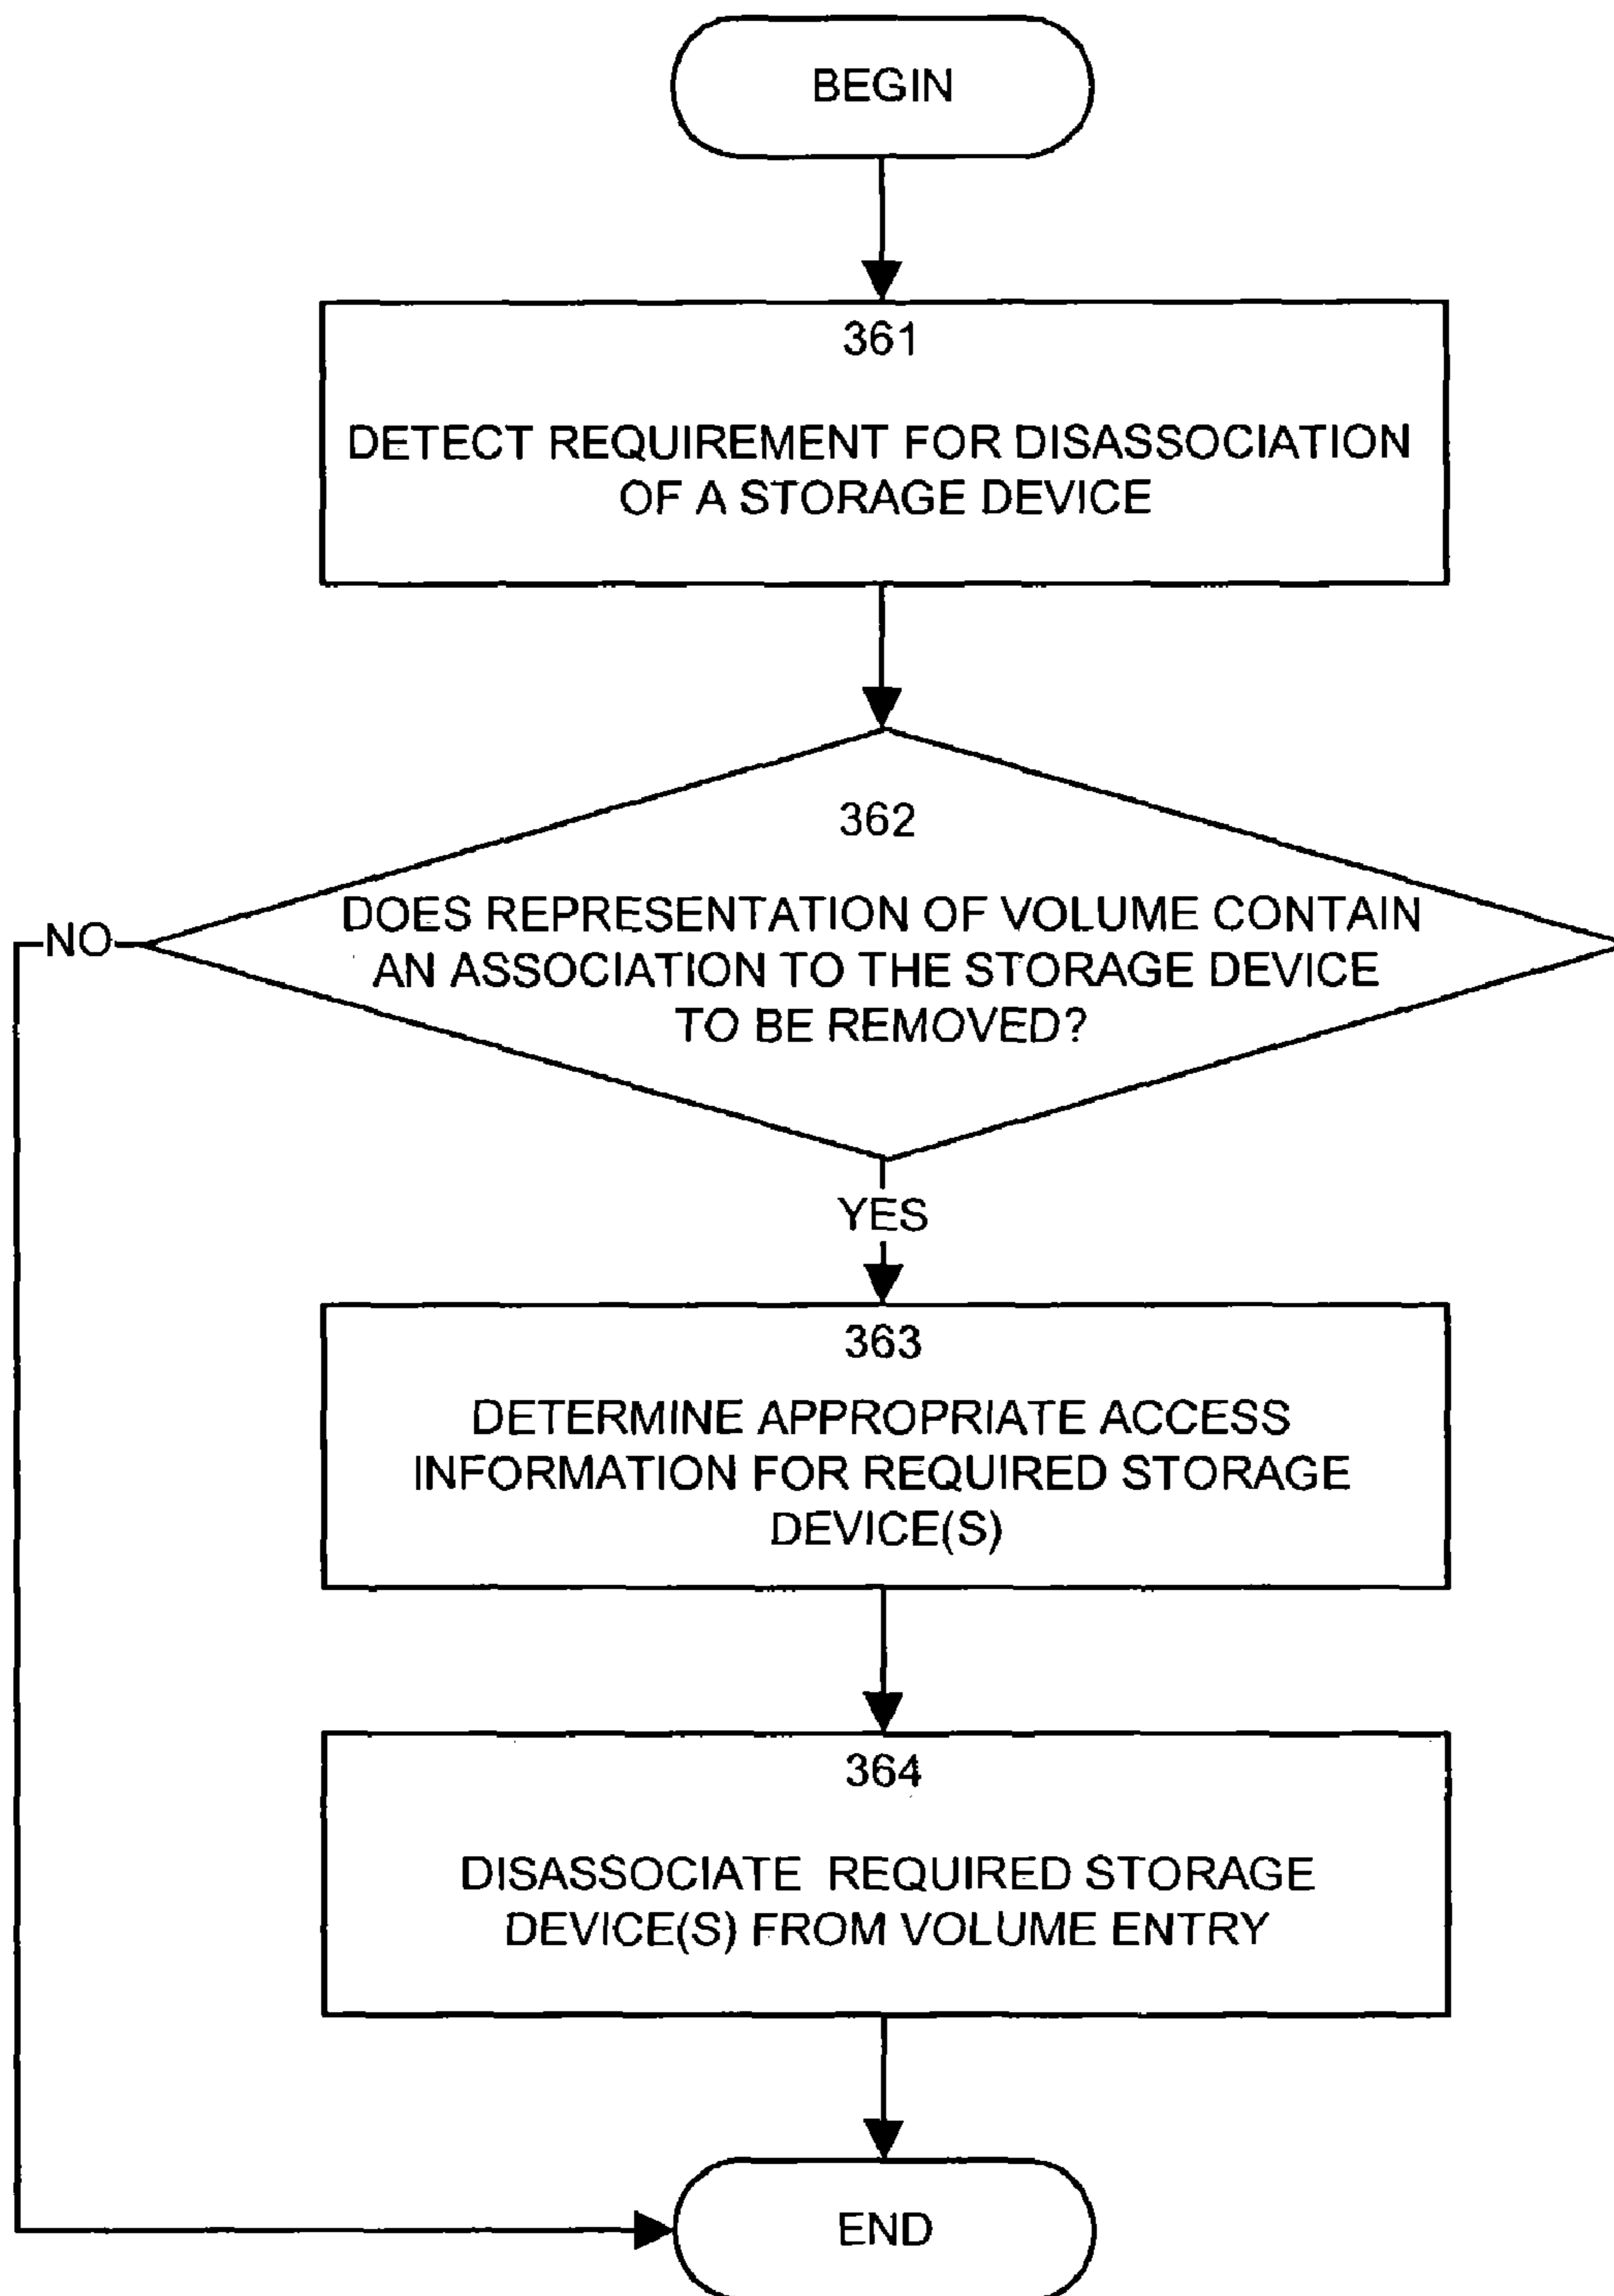 BEGIN
361
DETECT REQUIREMENT FOR DISASSOCIATION
OF A STORAGE DEVICE
362
DOES REPRESENTATION OF VOLUME CONTAIN
AN ASSOCIATION TO THE STORAGE DEVICE
TO BE REMOVED?
NO
YES
363
DETERMINE APPROPRIATE ACCESS
INFORMATION FOR REQUIRED STORAGE
DEVICE(S)
364
DISASSOCIATE REQUIRED STORAGE
DEVICE(S) FROM VOLUME ENTRY
END